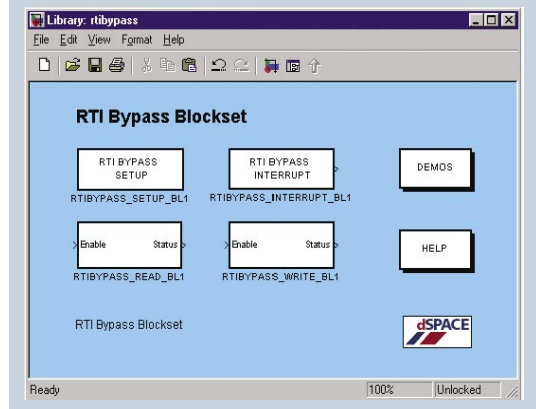 Library: rtibypass
File Edit View Format Help
RTI Bypass Blockset
RTI BYPASS
SETUP
RTIBYPASS_SETUP_BL1
RTI BYPASS
INTERRUPT
RTIBYPASS_INTERRUPT_BL1
DEMOS
Enable Status
RTIBYPASS_READ_BL1
Enable Status
RTIBYPASS_WRITE_BL1
HELP
RTI Bypass Blockset
dSPACE
Ready 100% Unlocked